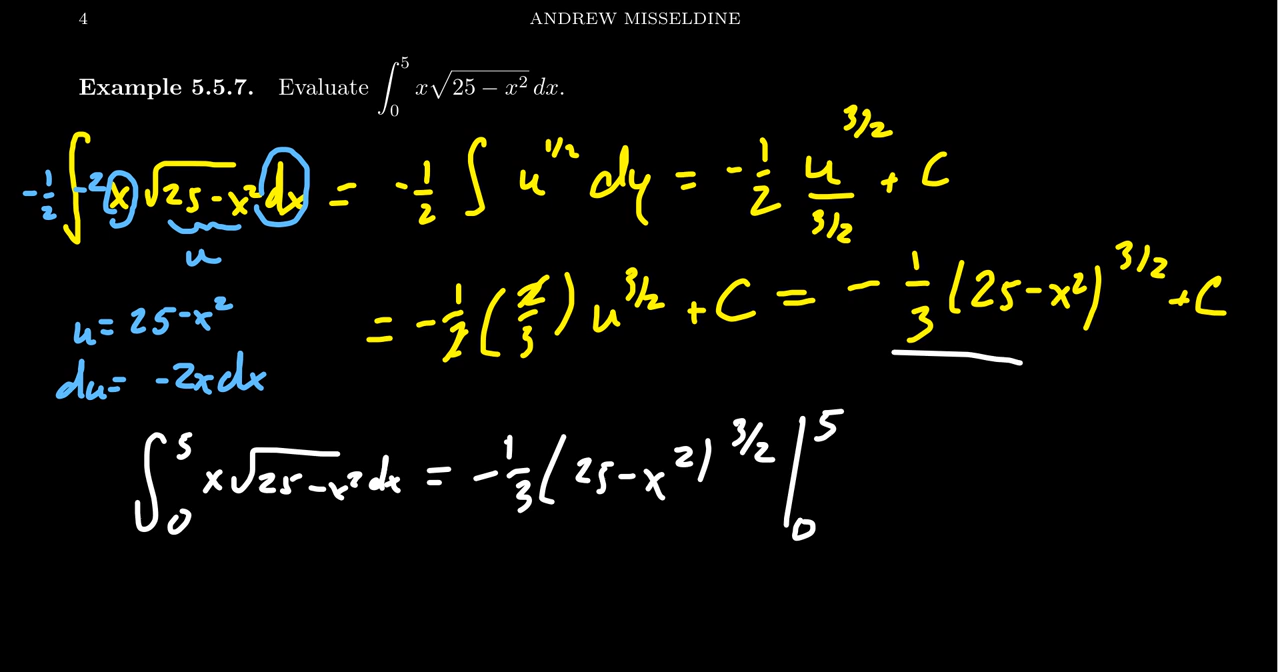 4 ANDREW MISSELDINE
Example 5.5.7. Evaluate ∫₀⁵ x√(25 − x²) dx.
-½ ∫ -2x √(25-x²) dx = -½ ∫ u^{1/2} du = -½ u^{3/2}/(3/2) + C
u
= -½ (2/3) u^{3/2} + C = -⅓ (25-x²)^{3/2} + C
u = 25-x²
du = -2x dx
∫₀⁵ x√(25-x²) dx = -⅓ (25-x²)^{3/2} |₀⁵